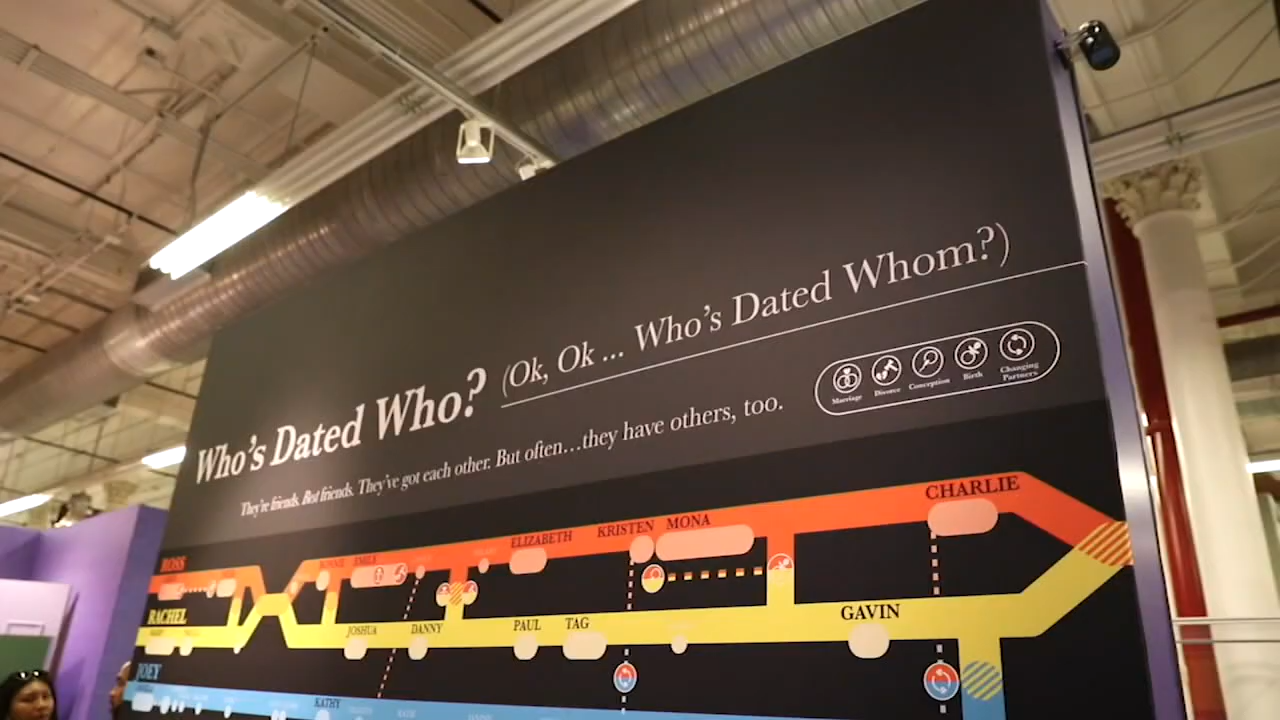 Who's Dated Who? (Ok, Ok ... Who's Dated Whom?)
They're friends. Best friends. They've got each other. But often...they have others, too.
Marriage Divorce Conception Birth Changing Partners
CHARLIE
ROSS BONNIE EMILY ELIZABETH KRISTEN MONA
RACHEL JOSHUA DANNY PAUL TAG GAVIN
JOEY KATHY